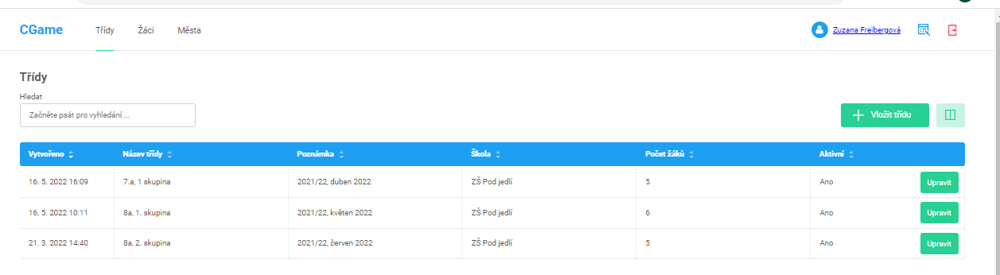 CGame Třídy Žáci Města Zuzana Freibergová
Třídy
Hledat
Začněte psát pro vyhledání ...
Vložit třídu
Vytvořeno Název třídy Poznámka Škola Počet žáků Aktivní
16. 5. 2022 16:09 7.a, 1 skupina 2021/22, duben 2022 ZŠ Pod jedlí 5 Ano Upravit
16. 5. 2022 10:11 8a, 1. skupina 2021/22, květen 2022 ZŠ Pod jedlí 6 Ano Upravit
21. 3. 2022 14:40 8a, 2. skupina 2021/22, červen 2022 ZŠ Pod jedlí 5 Ano Upravit